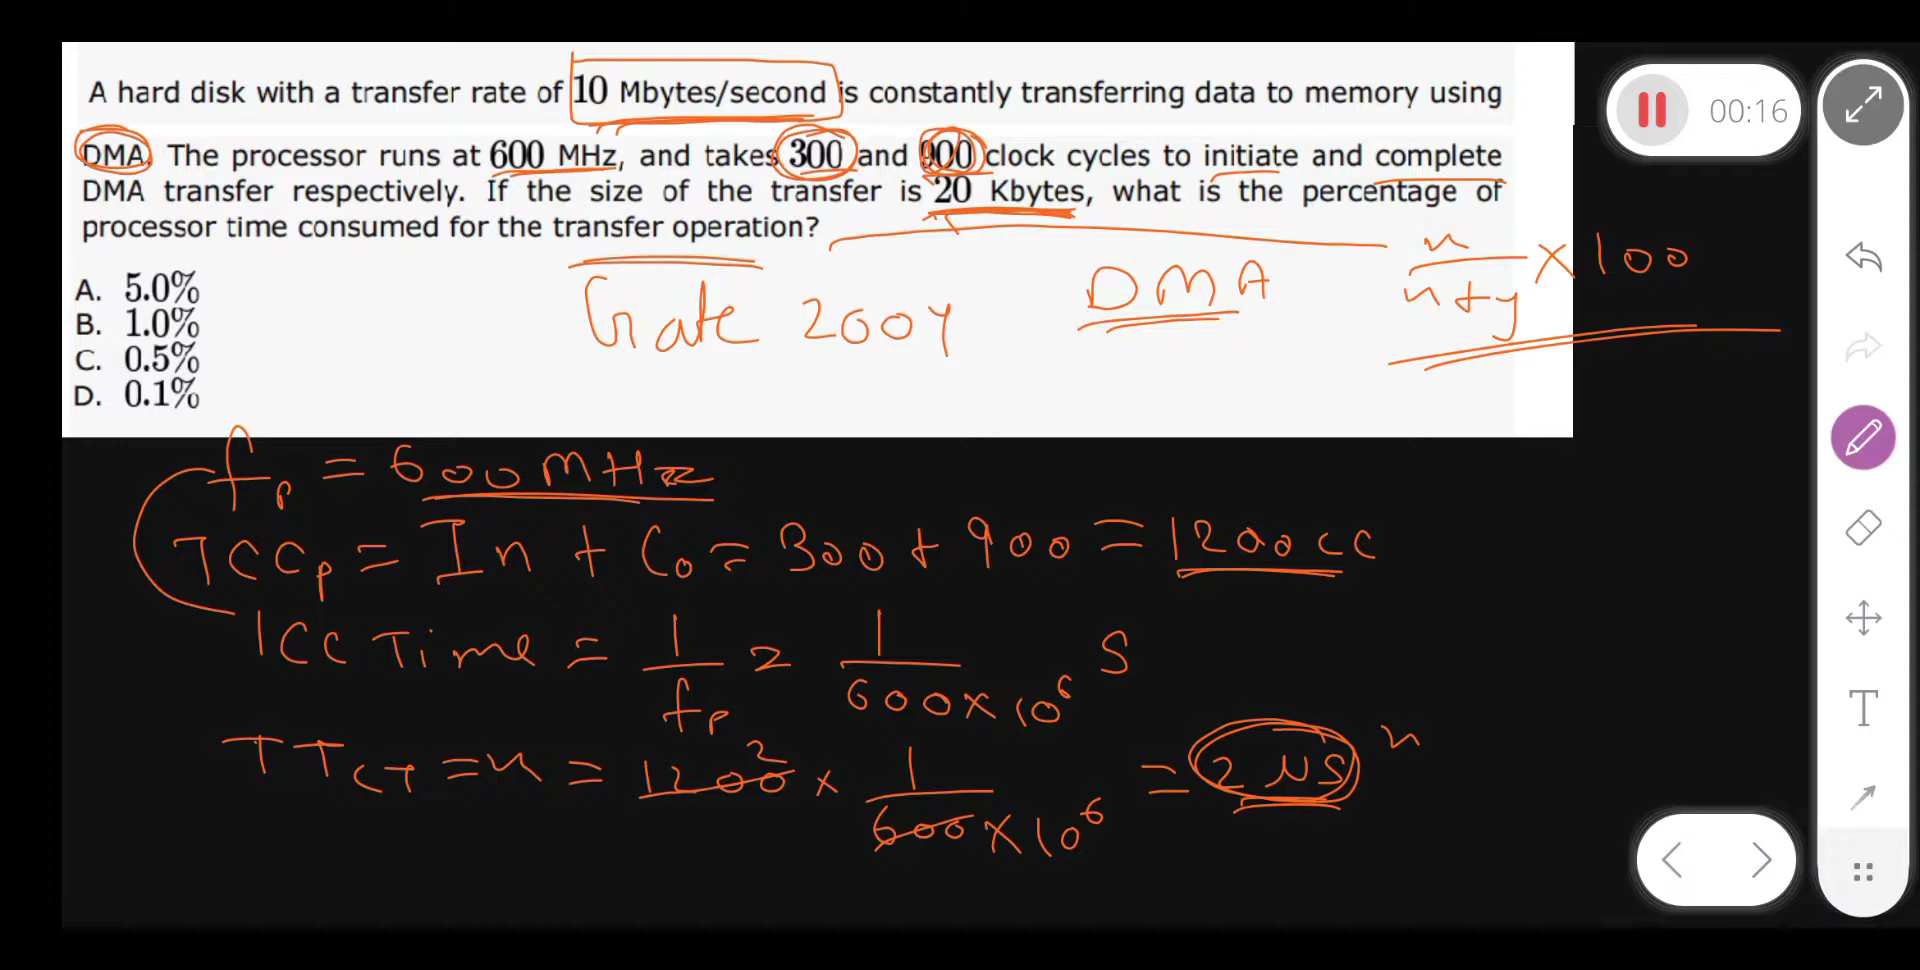 A hard disk with a transfer rate of 10 Mbytes/second is constantly transferring data to memory using
DMA. The processor runs at 600 MHz, and takes 300 and 900 clock cycles to initiate and complete
DMA transfer respectively. If the size of the transfer is 20 Kbytes, what is the percentage of
processor time consumed for the transfer operation?
A. 5.0%
B. 1.0%
C. 0.5%
D. 0.1%
Gate 2004
DMA
x/x+y × 100
00:16
fp = 600 MHz
TCCp = In + Co = 300 + 900 = 1200 CC
1 CC Time = 1/fp = 1/600×10^6 S
TTCT = x = 1200 2 × 1/600×10^6 = 2 μS x
T